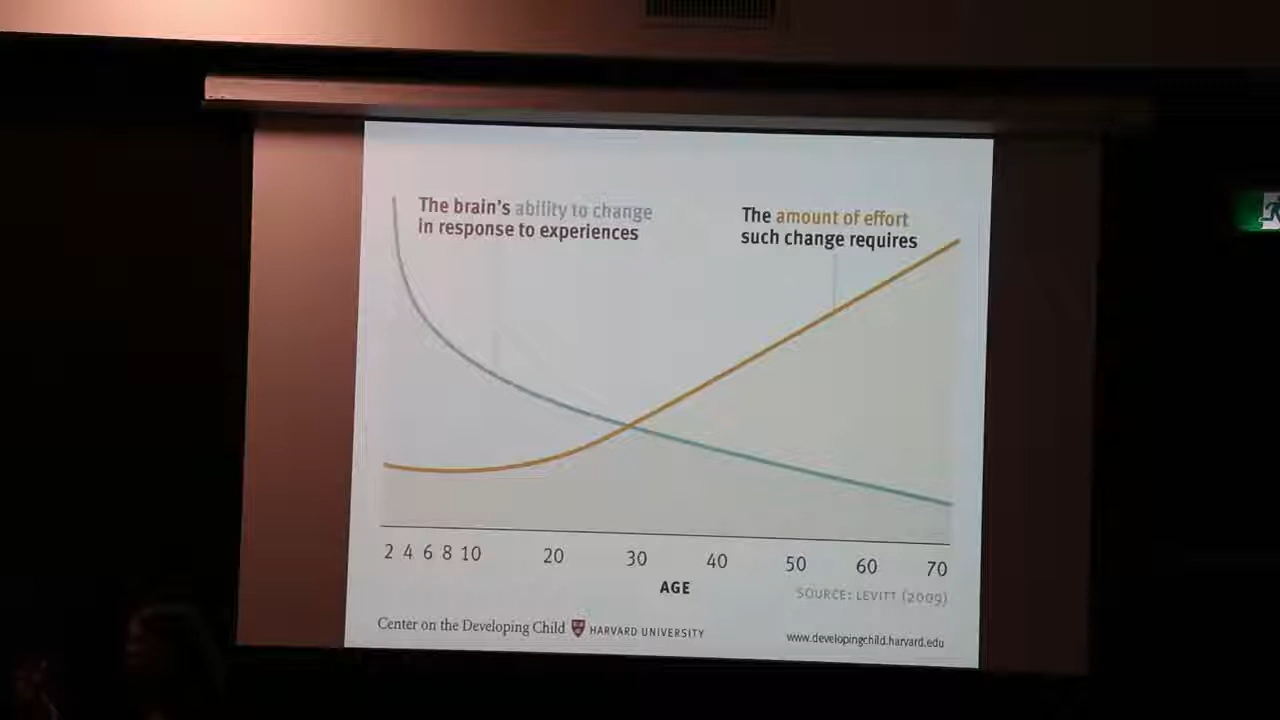 The brain's ability to change
in response to experiences
The amount of effort
such change requires
2 4 6 8 10 20 30 40 50 60 70
AGE
SOURCE: LEVITT (2009)
Center on the Developing Child HARVARD UNIVERSITY
www.developingchild.harvard.edu